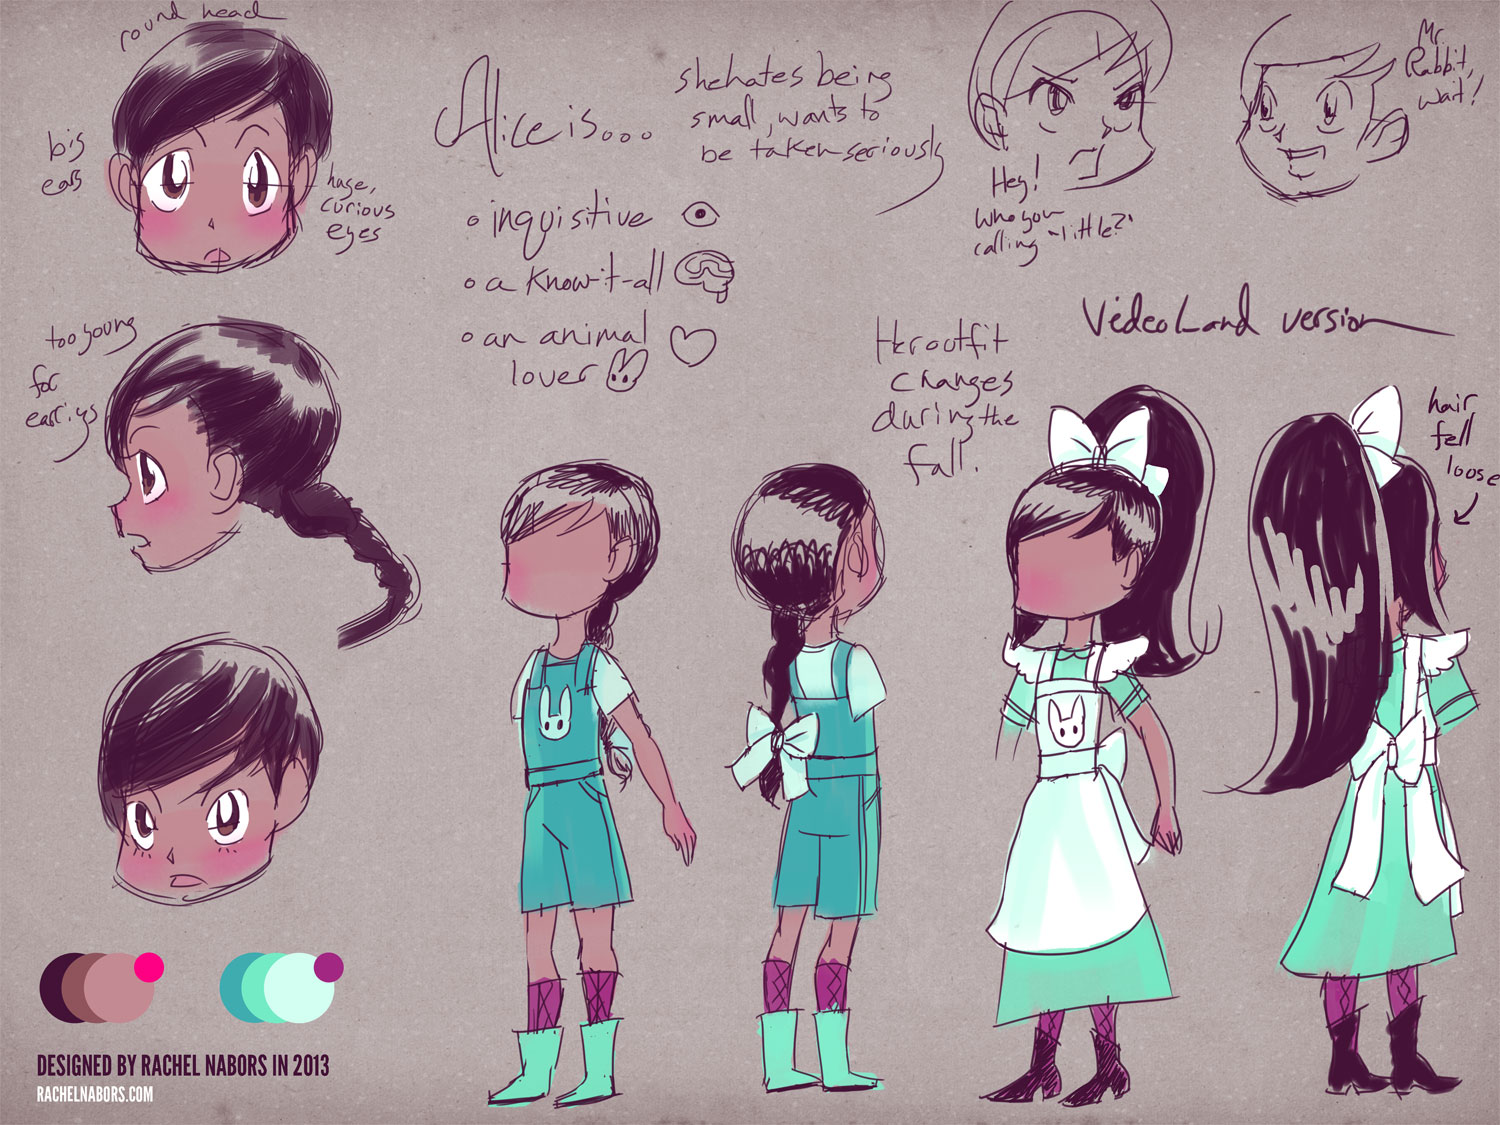 round head
big
ears
huge,
curious
eyes
too young
for
earrings
Alice is...
inquisitive
a know-it-all
an animal
lover
she hates being
small, wants to
be taken seriously
Hey!
Who you
calling "little?"
Mr.
Rabbit,
wait!
VideoLand version
Her outfit
changes
during the
fall.
hair
fell
loose
DESIGNED BY RACHEL NABORS IN 2013
RACHELNABORS.COM